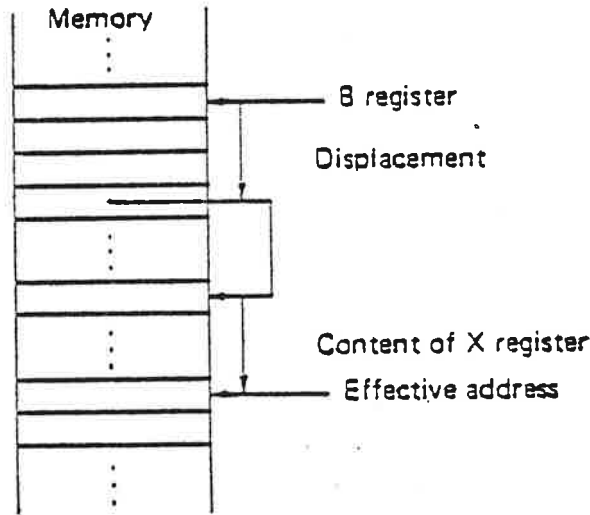 Memory
B register
Displacement
Content of X register
Effective address